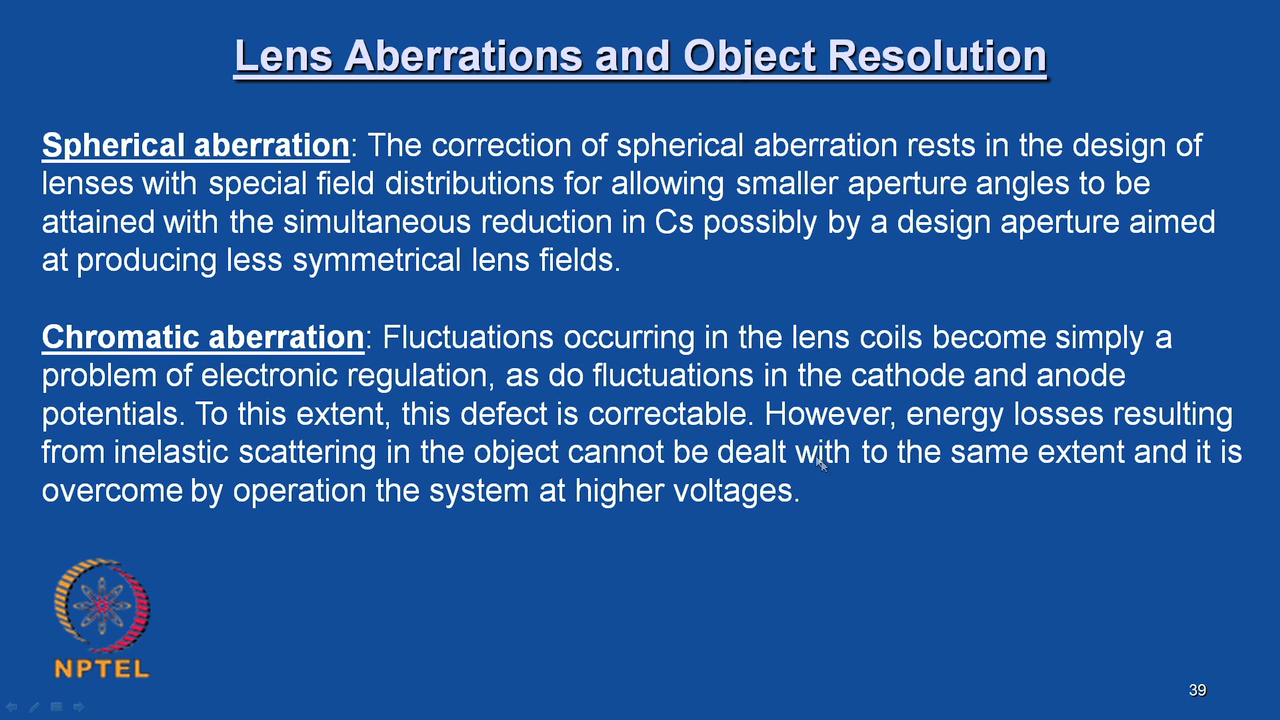 Lens Aberrations and Object Resolution
Spherical aberration: The correction of spherical aberration rests in the design of
lenses with special field distributions for allowing smaller aperture angles to be
attained with the simultaneous reduction in Cs possibly by a design aperture aimed
at producing less symmetrical lens fields.
Chromatic aberration: Fluctuations occurring in the lens coils become simply a
problem of electronic regulation, as do fluctuations in the cathode and anode
potentials. To this extent, this defect is correctable. However, energy losses resulting
from inelastic scattering in the object cannot be dealt with to the same extent and it is
overcome by operation the system at higher voltages.
NPTEL
39